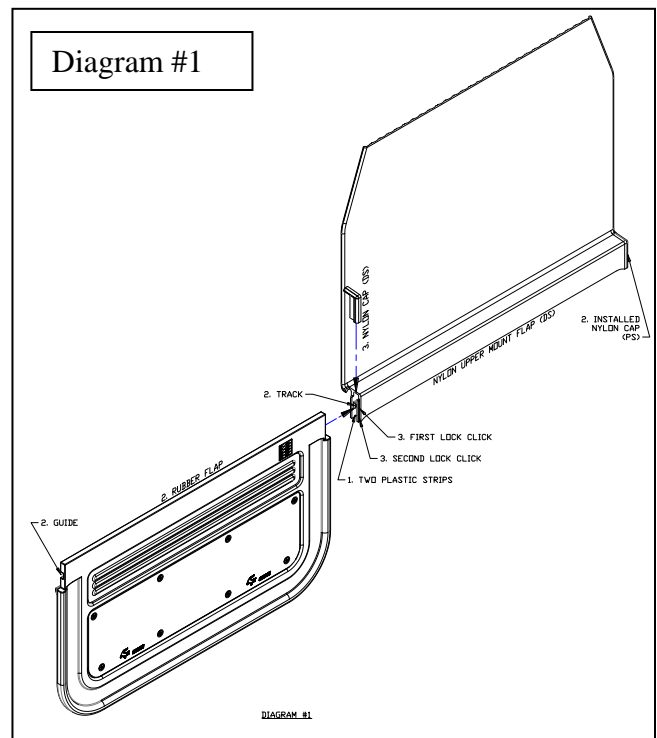 Diagram #1
3. NYLON CAP (DS)
2. INSTALLED
NYLON CAP
(PS)
NYLON UPPER MOUNT FLAP (DS)
2. TRACK
3. FIRST LOCK CLICK
3. SECOND LOCK CLICK
1. TWO PLASTIC STRIPS
2. RUBBER FLAP
2. GUIDE
DIAGRAM #1